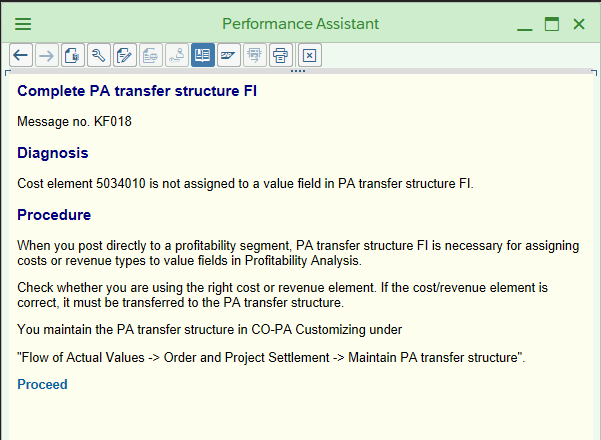 Performance Assistant
SAP
Complete PA transfer structure FI
Message no. KF018
Diagnosis
Cost element 5034010 is not assigned to a value field in PA transfer structure FI.
Procedure
When you post directly to a profitability segment, PA transfer structure FI is necessary for assigning
costs or revenue types to value fields in Profitability Analysis.
Check whether you are using the right cost or revenue element. If the cost/revenue element is
correct, it must be transferred to the PA transfer structure.
You maintain the PA transfer structure in CO-PA Customizing under
"Flow of Actual Values -> Order and Project Settlement -> Maintain PA transfer structure".
Proceed